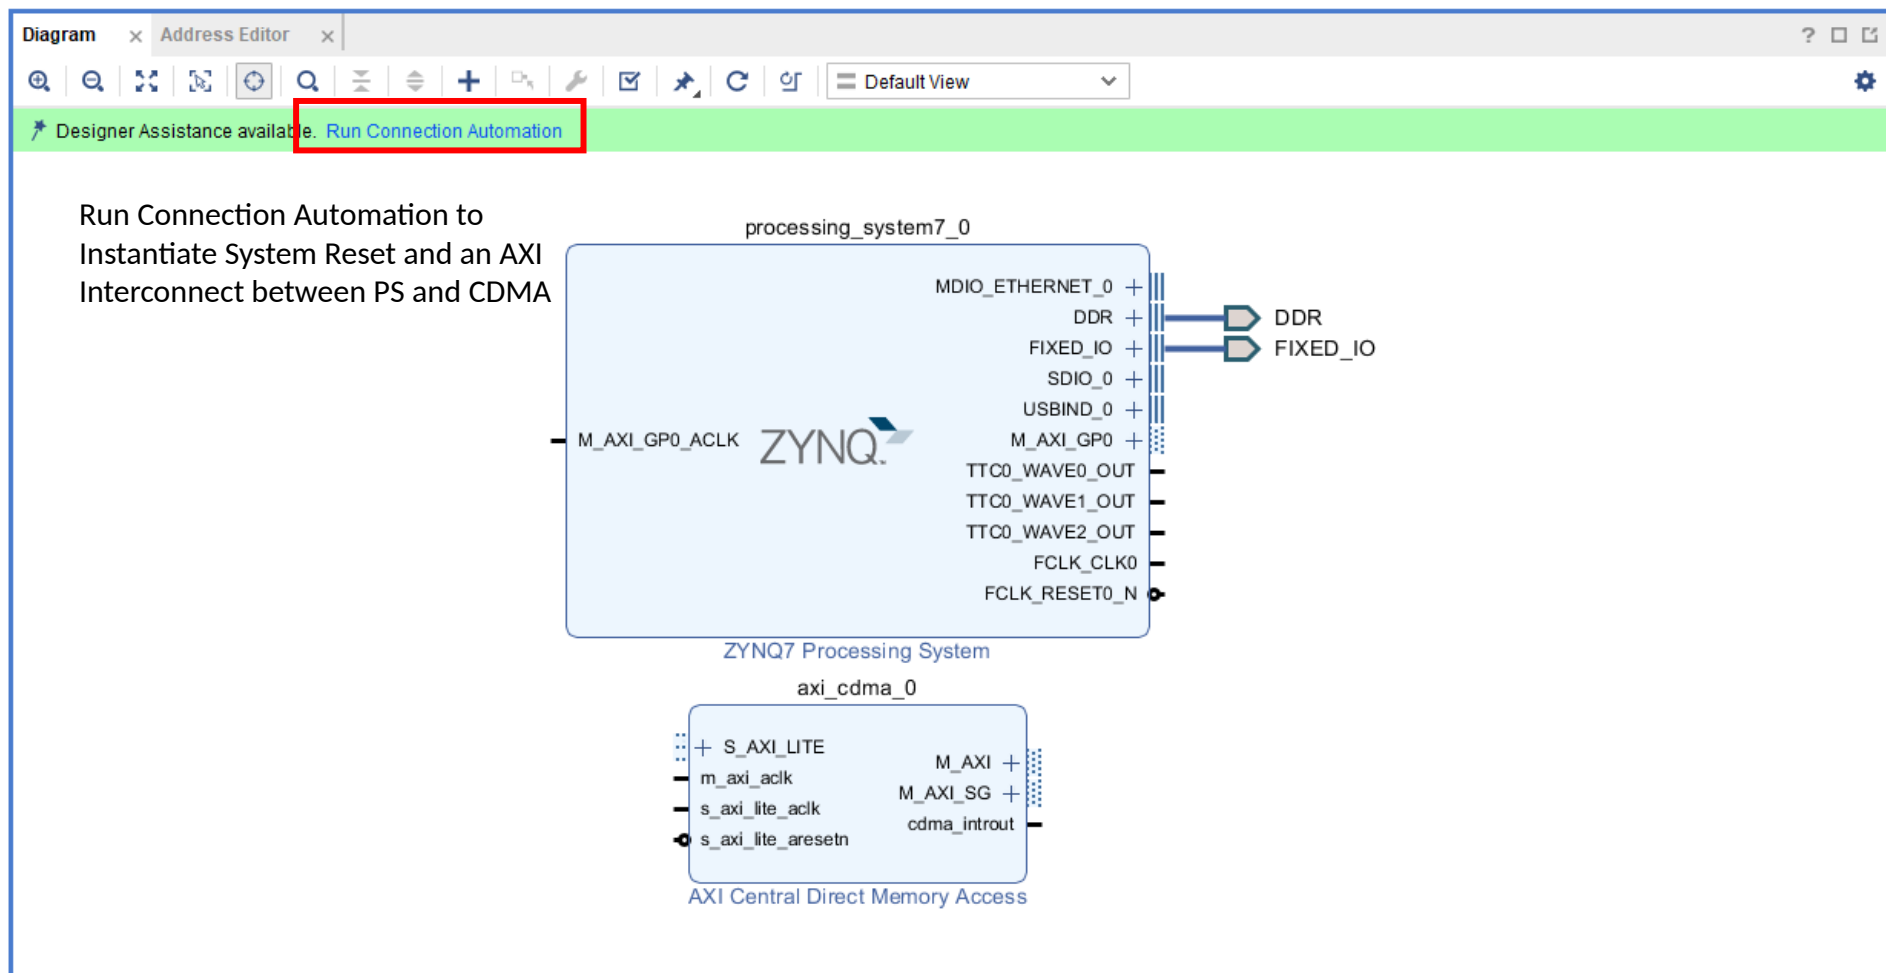 Diagram
Address Editor
Default View
Designer Assistance available. Run Connection Automation
Run Connection Automation to
Instantiate System Reset and an AXI
Interconnect between PS and CDMA
processing_system7_0
MDIO_ETHERNET_0
DDR
FIXED_IO
SDIO_0
USBIND_0
M_AXI_GP0
TTC0_WAVE0_OUT
TTC0_WAVE1_OUT
TTC0_WAVE2_OUT
FCLK_CLK0
FCLK_RESET0_N
M_AXI_GP0_ACLK
ZYNQ™
DDR
FIXED_IO
ZYNQ7 Processing System
axi_cdma_0
S_AXI_LITE
m_axi_aclk
s_axi_lite_aclk
s_axi_lite_aresetn
M_AXI
M_AXI_SG
cdma_introut
AXI Central Direct Memory Access